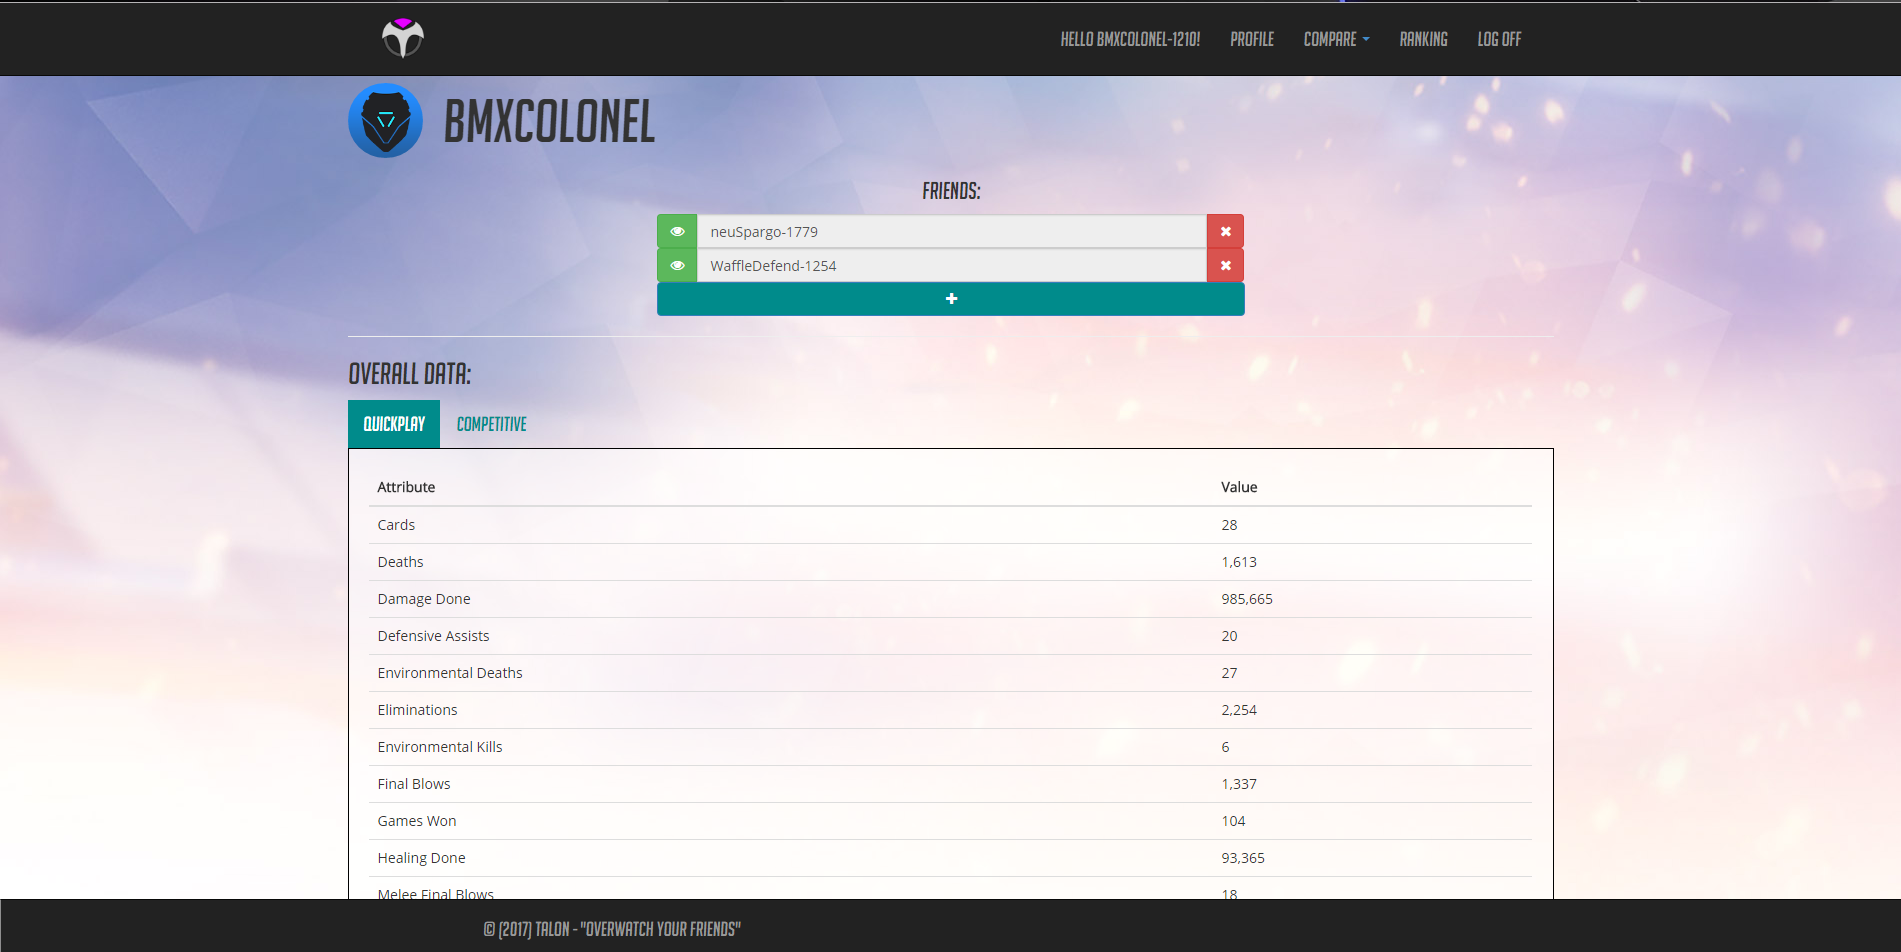 HELLO BMXCOLONEL-1210! PROFILE COMPARE RANKING LOG OFF
BMXCOLONEL
FRIENDS:
neuSpargo-1779
WaffleDefend-1254
OVERALL DATA:
QUICKPLAY COMPETITIVE
Attribute Value
Cards 28
Deaths 1,613
Damage Done 985,665
Defensive Assists 20
Environmental Deaths 27
Eliminations 2,254
Environmental Kills 6
Final Blows 1,337
Games Won 104
Healing Done 93,365
Melee Final Blows 18
© (2017) TALON - "OVERWATCH YOUR FRIENDS"